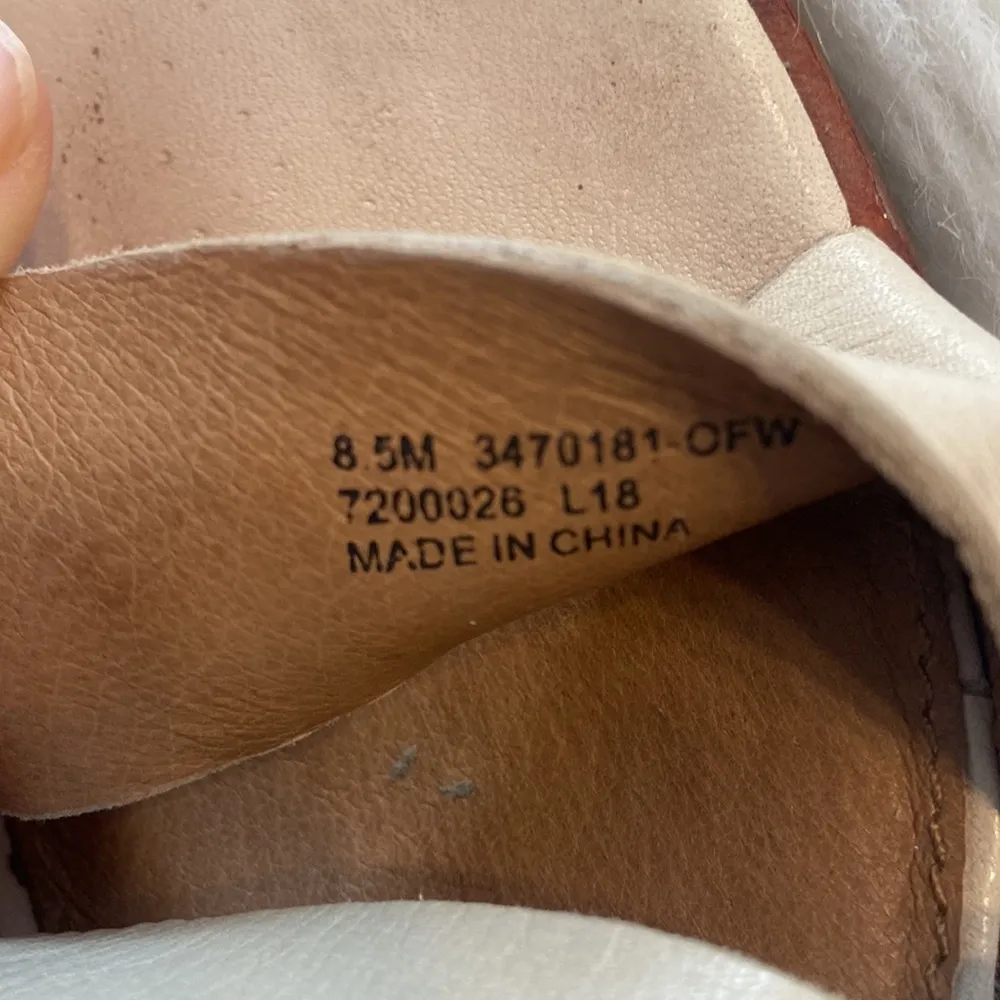 8.5M 3470181-OFW
7200026 L18
MADE IN CHINA